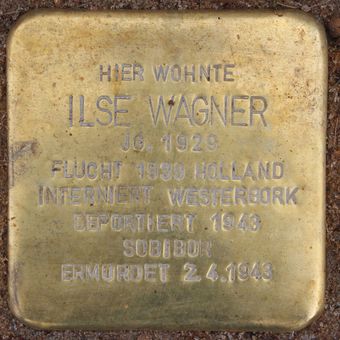 HIER WOHNTE
ILSE WAGNER
JG. 1929
FLUCHT 1939 HOLLAND
INTERNIERT WESTERBORK
DEPORTIERT 1943
SOBIBOR
ERMORDET 2.4.1943